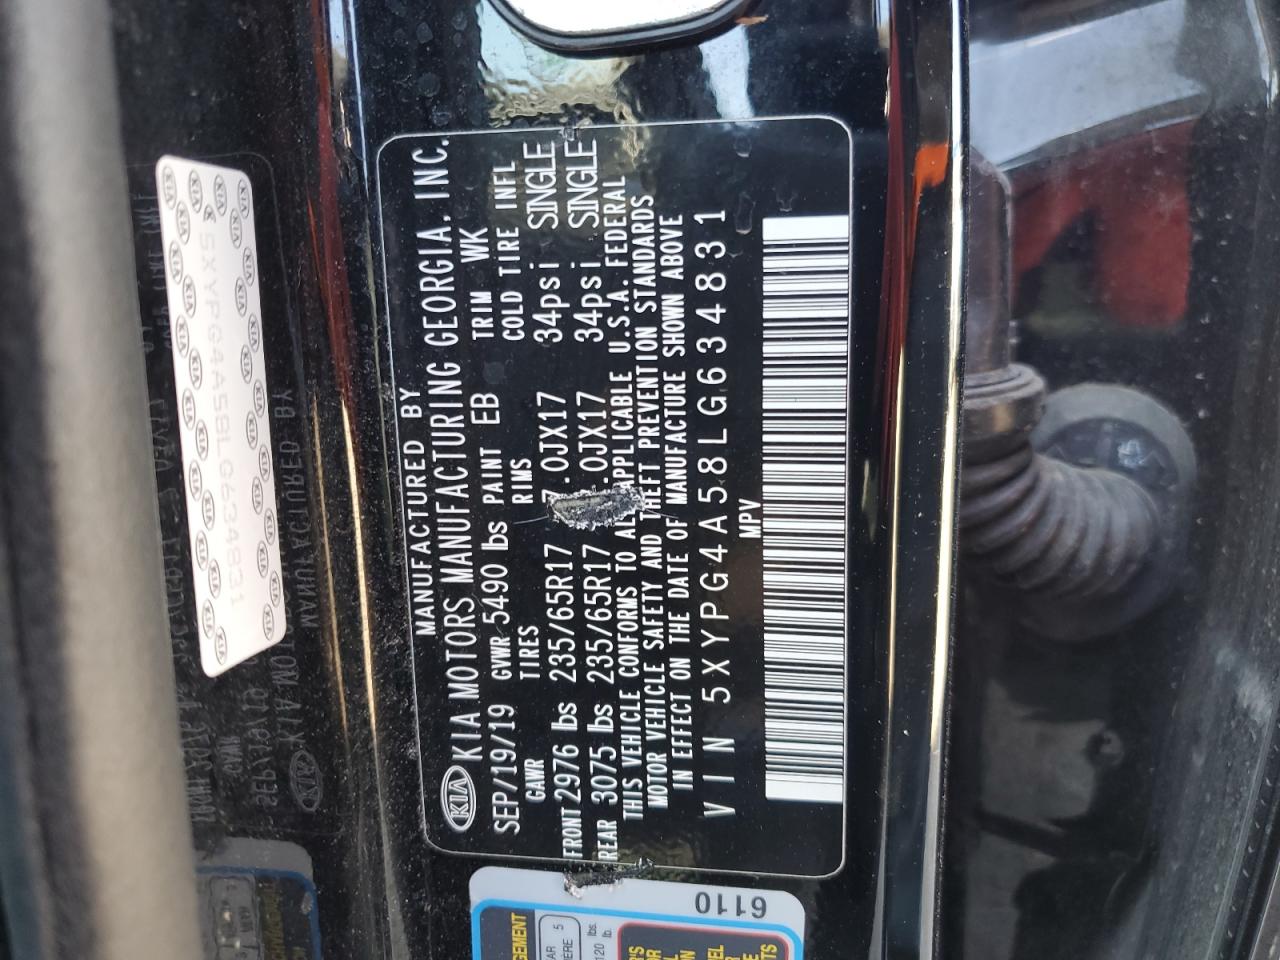 MANUFACTURED BY
KIA KIA MOTORS MANUFACTURING GEORGIA, INC.
SEP/19/19 GVWR 5490 lbs PAINT EB TRIM WK
GAWR TIRES RIMS COLD TIRE INFL
FRONT 2976 lbs 235/65R17 7.0JX17 34psi SINGLE
REAR 3075 lbs 235/65R17 .0JX17 34psi SINGLE
THIS VEHICLE CONFORMS TO AL APPLICABLE U.S.A. FEDERAL
MOTOR VEHICLE SAFETY AND THEFT PREVENTION STANDARDS
IN EFFECT ON THE DATE OF MANUFACTURE SHOWN ABOVE
VIN 5XYPG4A58LG634831
MPV
5XYPG4A58LG634831
6110